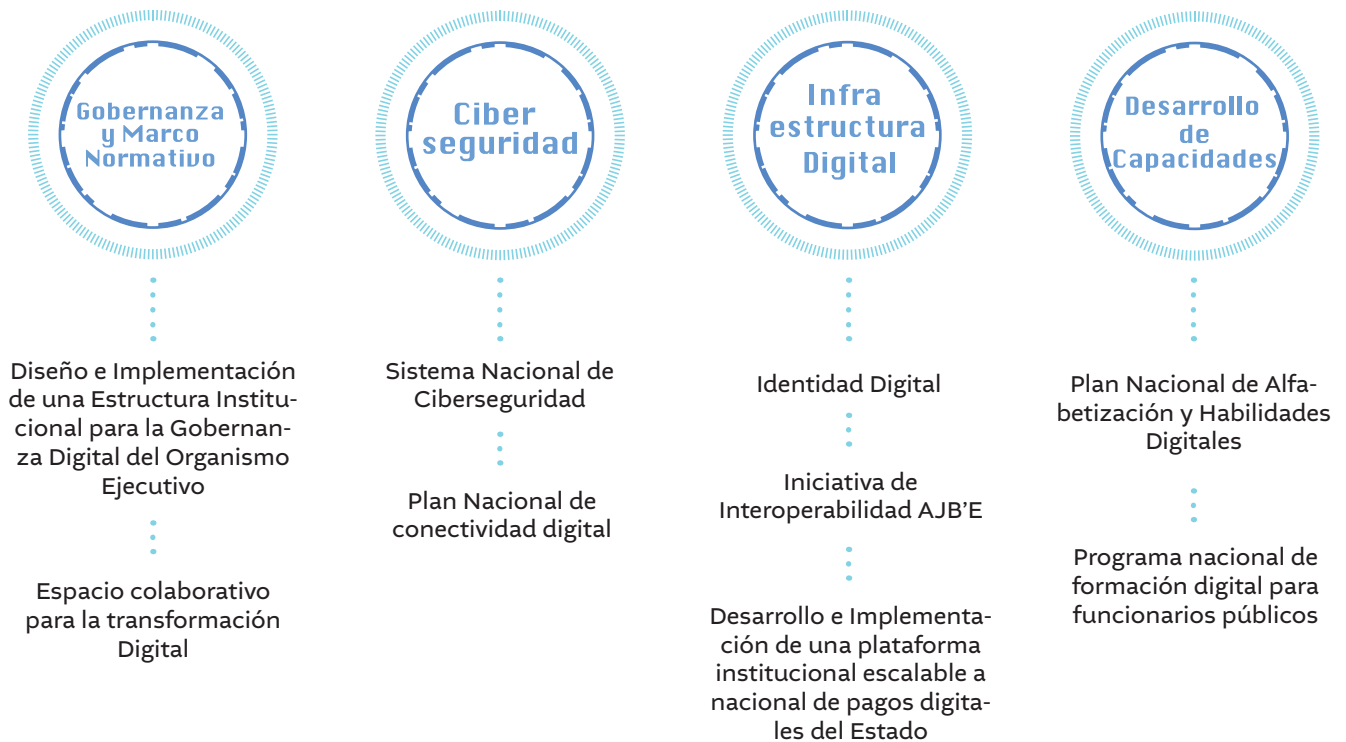 Gobernanza
y Marco
Normativo
Diseño e Implementación
de una Estructura Institu-
cional para la Gobernan-
za Digital del Organismo
Ejecutivo
Espacio colaborativo
para la transformación
Digital
Ciber
seguridad
Sistema Nacional de
Ciberseguridad
Plan Nacional de
conectividad digital
Infra
estructura
Digital
Identidad Digital
Iniciativa de
Interoperabilidad AJB’E
Desarrollo e Implementa-
ción de una plataforma
institucional escalable a
nacional de pagos digita-
les del Estado
Desarrollo
de
Capacidades
Plan Nacional de Alfa-
betización y Habilidades
Digitales
Programa nacional de
formación digital para
funcionarios públicos